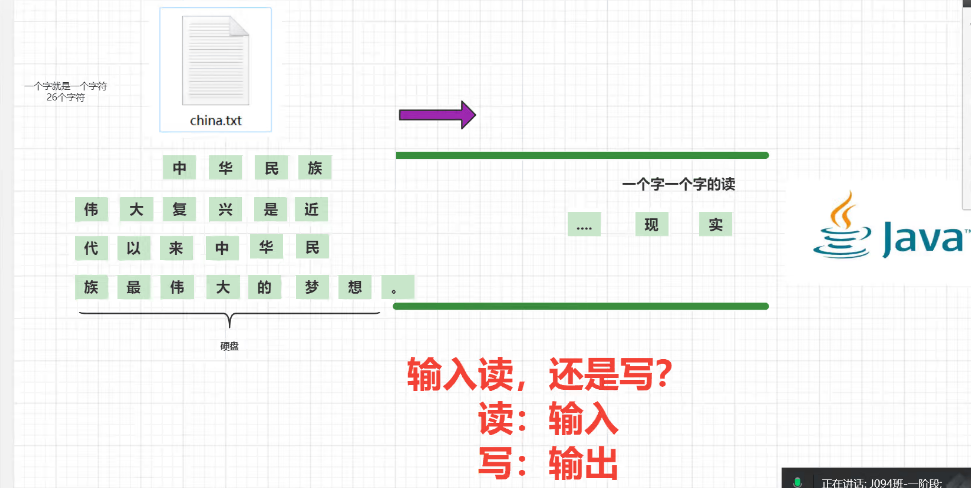 一个字就是一个字符
26个字符
china.txt
中 华 民 族
伟 大 复 兴 是 近
代 以 来 中 华 民
族 最 伟 大 的 梦 想 。
硬盘
一个字一个字的读
.... 现 实
Java™
输入读，还是写？
读：输入
写：输出
正在讲话: J094班-一阶段;